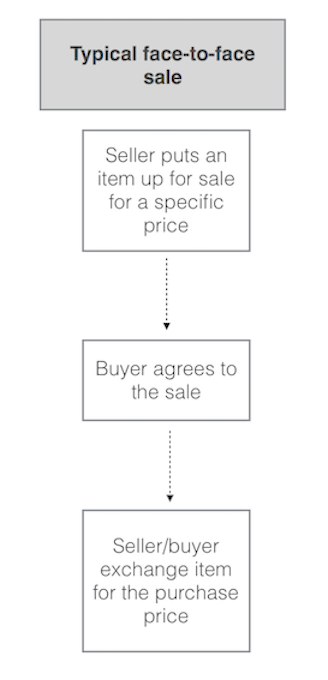 Typical face-to-face
sale
Seller puts an
item up for sale
for a specific
price
Buyer agrees to
the sale
Seller/buyer
exchange item
for the purchase
price